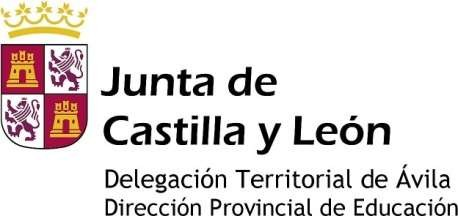 Junta de
Castilla y León
Delegación Territorial de Ávila
Dirección Provincial de Educación